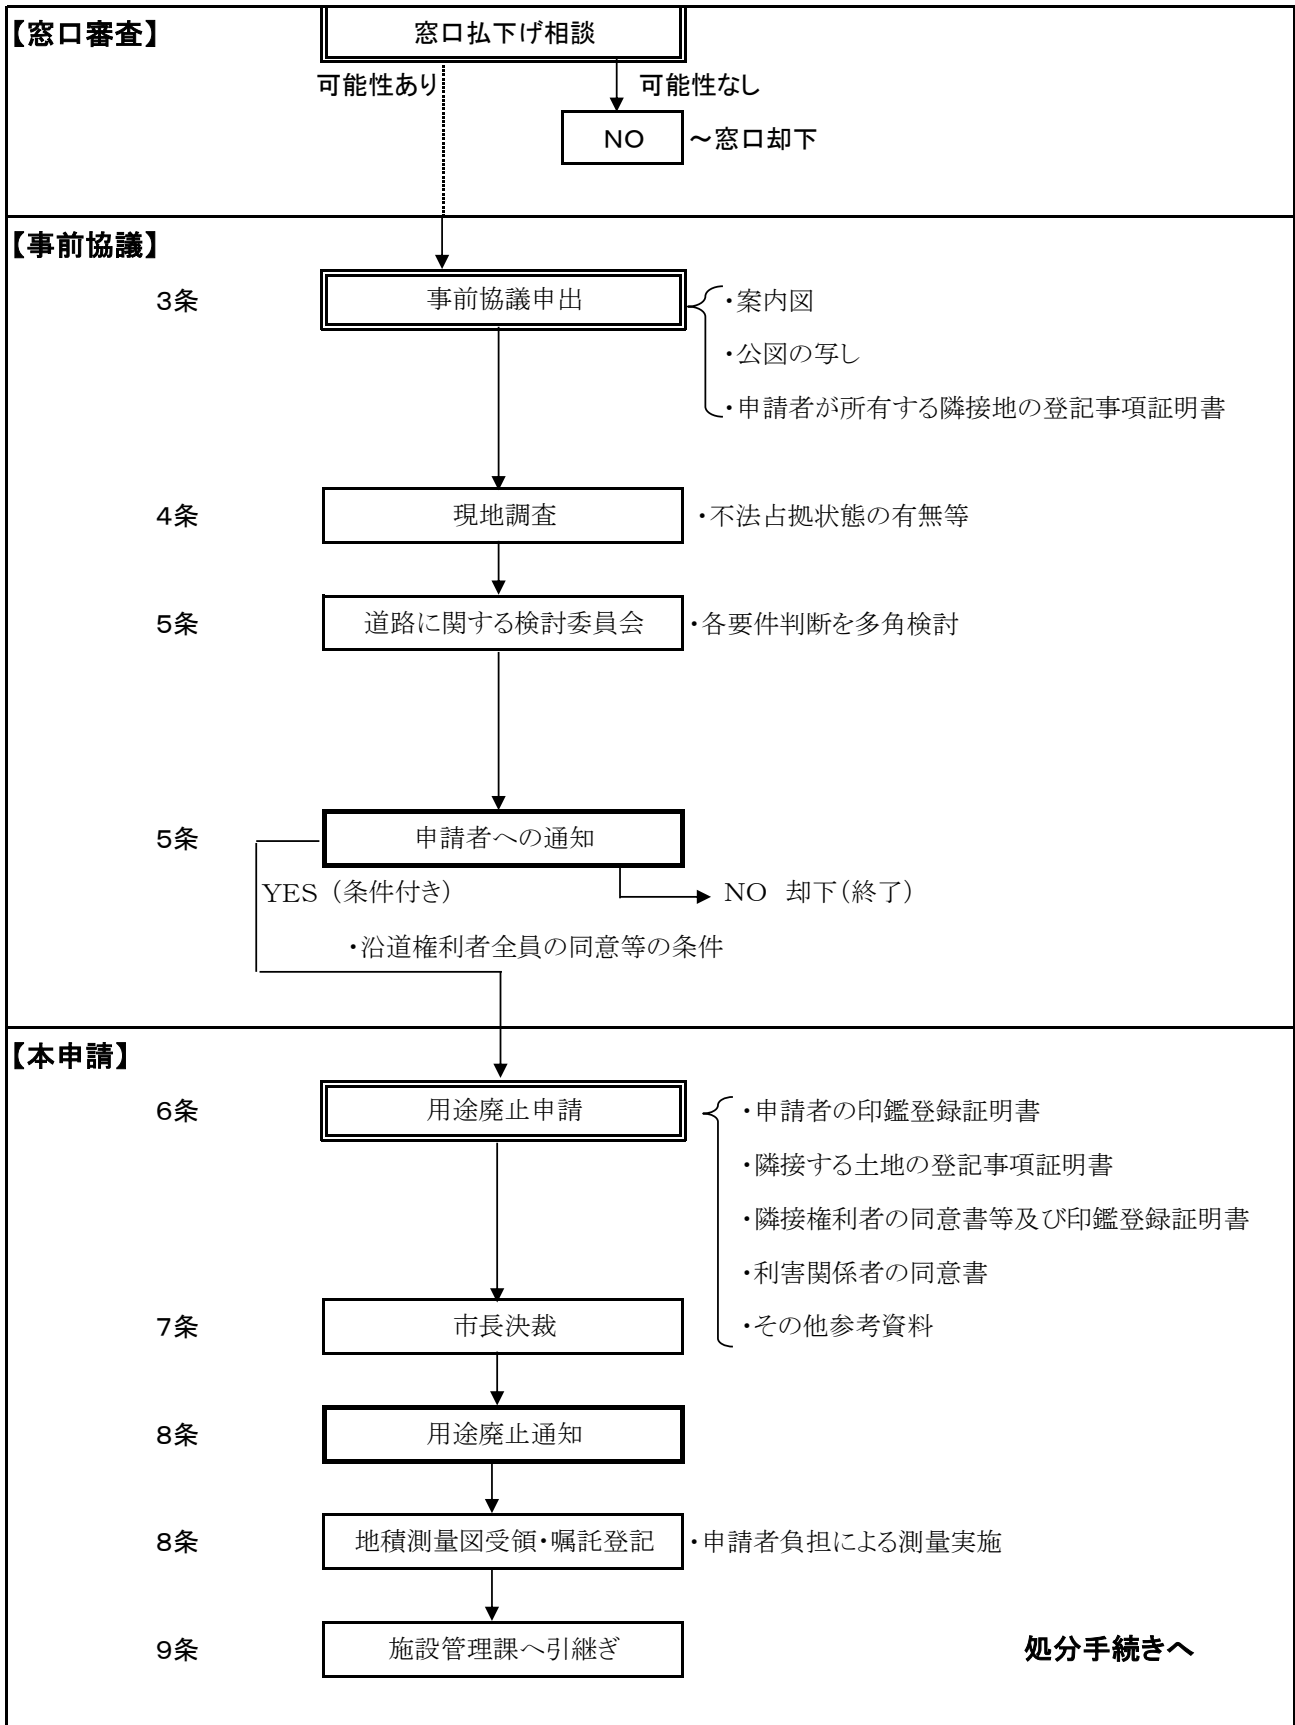 【窓口審査】
窓口払下げ相談
可能性あり
可能性なし
NO
～窓口却下
【事前協議】
3条
事前協議申出
・案内図
・公図の写し
・申請者が所有する隣接地の登記事項証明書
4条
現地調査
・不法占拠状態の有無等
5条
道路に関する検討委員会
・各要件判断を多角検討
5条
申請者への通知
YES（条件付き）
NO　却下（終了）
・沿道権利者全員の同意等の条件
【本申請】
6条
用途廃止申請
・申請者の印鑑登録証明書
・隣接する土地の登記事項証明書
・隣接権利者の同意書等及び印鑑登録証明書
・利害関係者の同意書
・その他参考資料
7条
市長決裁
8条
用途廃止通知
8条
地積測量図受領・嘱託登記
・申請者負担による測量実施
9条
施設管理課へ引継ぎ
処分手続きへ